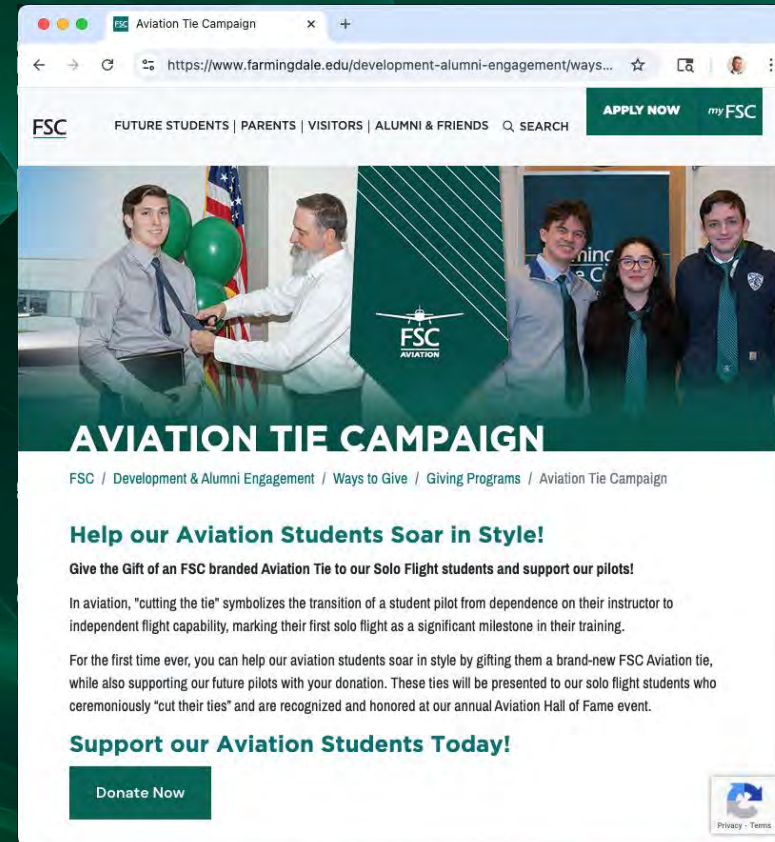 FSC Aviation Tie Campaign
https://www.farmingdale.edu/development-alumni-engagement/ways...
FSC
FUTURE STUDENTS | PARENTS | VISITORS | ALUMNI & FRIENDS SEARCH
APPLY NOW
myFSC
FSC
AVIATION
AVIATION TIE CAMPAIGN
FSC / Development & Alumni Engagement / Ways to Give / Giving Programs / Aviation Tie Campaign
Help our Aviation Students Soar in Style!
Give the Gift of an FSC branded Aviation Tie to our Solo Flight students and support our pilots!
In aviation, "cutting the tie" symbolizes the transition of a student pilot from dependence on their instructor to
independent flight capability, marking their first solo flight as a significant milestone in their training.
For the first time ever, you can help our aviation students soar in style by gifting them a brand-new FSC Aviation tie,
while also supporting our future pilots with your donation. These ties will be presented to our solo flight students who
ceremoniously “cut their ties” and are recognized and honored at our annual Aviation Hall of Fame event.
Support our Aviation Students Today!
Donate Now
Privacy - Terms